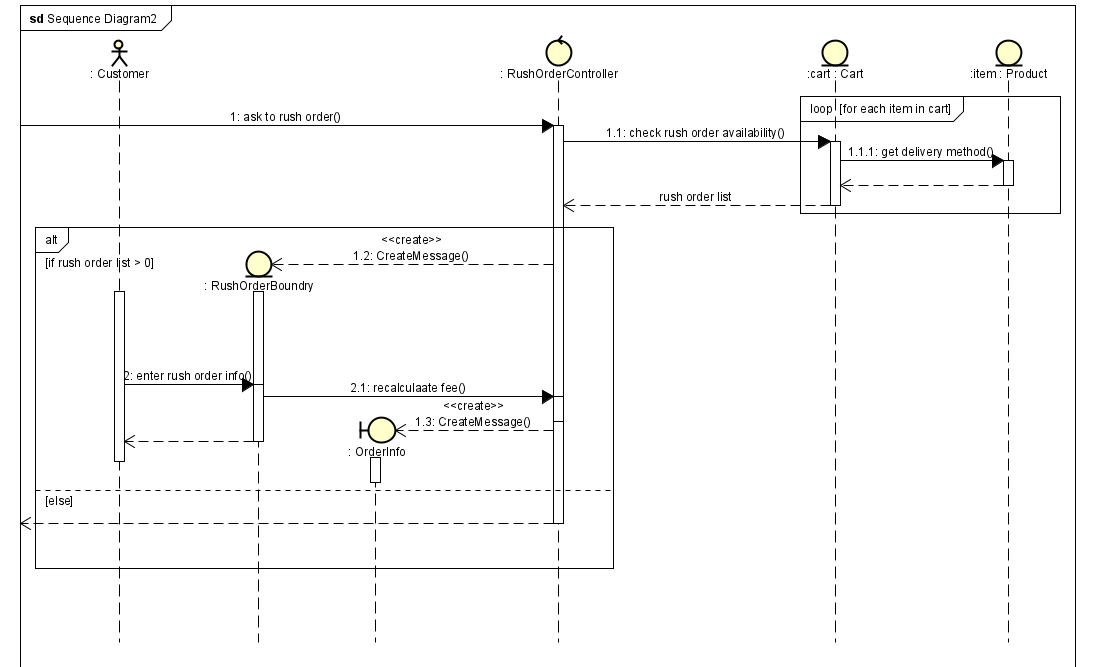 sd Sequence Diagram2
: Customer
: RushOrderController
:cart : Cart
:item : Product
loop [for each item in cart]
1: ask to rush order()
1.1: check rush order availability()
1.1.1: get delivery method()
rush order list
alt
<<create>>
1.2: CreateMessage()
[if rush order list > 0]
: RushOrderBoundry
2: enter rush order info()
2.1: recalculaate fee()
<<create>>
1.3: CreateMessage()
: OrderInfo
[else]